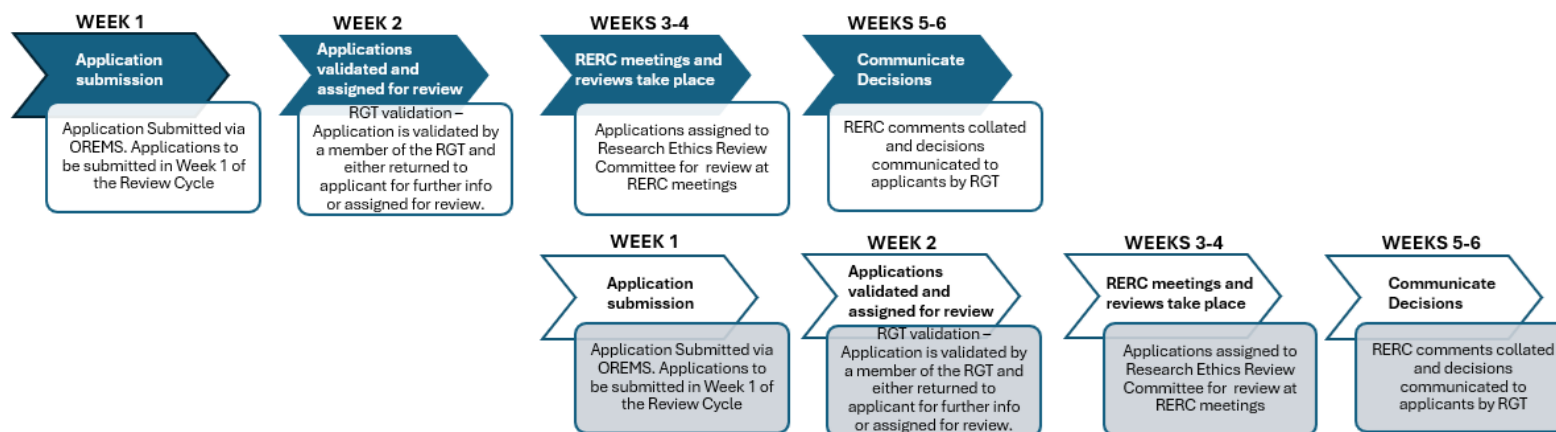 WEEK 1
Application
submission
Application Submitted via
OREMS. Applications to
be submitted in Week 1 of
the Review Cycle
WEEK 2
Applications
validated and
assigned for review
RGT validation –
Application is validated by
a member of the RGT and
either returned to
applicant for further info
or assigned for review.
WEEKS 3-4
RERC meetings and
reviews take place
Applications assigned to
Research Ethics Review
Committee for review at
RERC meetings
WEEKS 5-6
Communicate
Decisions
RERC comments collated
and decisions
communicated to
applicants by RGT
WEEK 1
Application
submission
Application Submitted via
OREMS. Applications to
be submitted in Week 1 of
the Review Cycle
WEEK 2
Applications
validated and
assigned for review
RGT validation –
Application is validated by
a member of the RGT and
either returned to
applicant for further info
or assigned for review.
WEEKS 3-4
RERC meetings and
reviews take place
Applications assigned to
Research Ethics Review
Committee for review at
RERC meetings
WEEKS 5-6
Communicate
Decisions
RERC comments collated
and decisions
communicated to
applicants by RGT